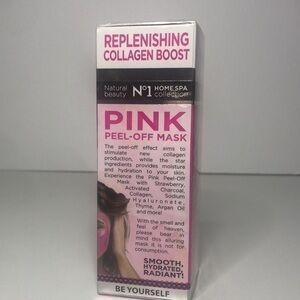 REPLENISHING
COLLAGEN BOOST
Natural
beauty
Nº1
HOME SPA
collection
PINK
PEEL-OFF MASK
The peel-off effect aims to
stimulate new collagen
production, while the star
ingredients provides moisture
and hydration to your skin.
Experience the Pink Peel-Off
Mask with Strawberry,
Activated Charcoal,
Collagen, Sodium
Hyaluronate,
Thyme, Argan Oil
and more!
With the smell and
feel of heaven,
please bear in
mind this alluring
mask it is not for
consumption.
SMOOTH,
HYDRATED,
RADIANT!
BE YOURSELF